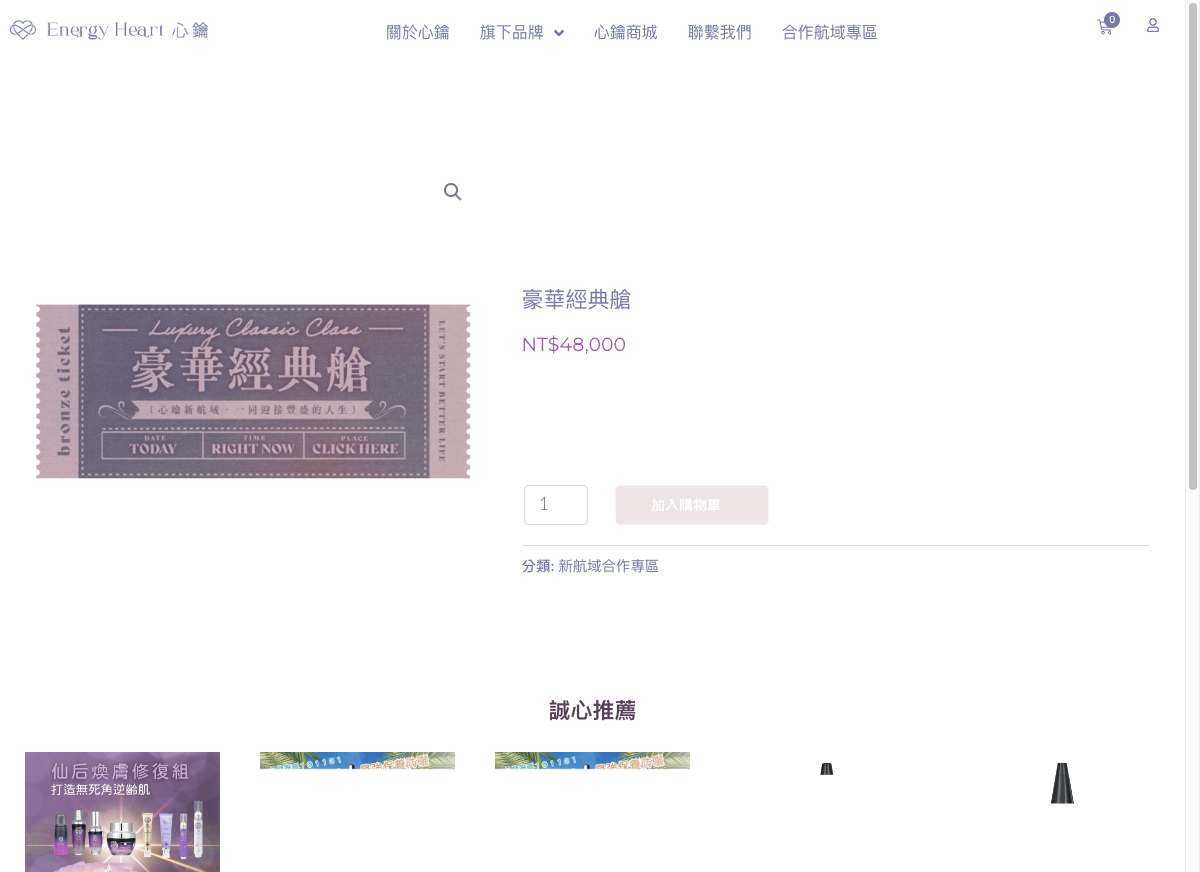 Energy Heart 心鑰
關於心鑰
旗下品牌
心鑰商城
聯繫我們
合作航域專區
0
bronze ticket
Luxury Classic Class
豪華經典艙
(心鑰新航域，一同迎接豐盛的人生)
DATE
TODAY
TIME
RIGHT NOW
PLACE
CLICK HERE
LET'S START BETTER LIFE
豪華經典艙
NT$48,000
1
加入購物車
分類: 新航域合作專區
誠心推薦
仙后煥膚修復組
打造無死角逆齡肌